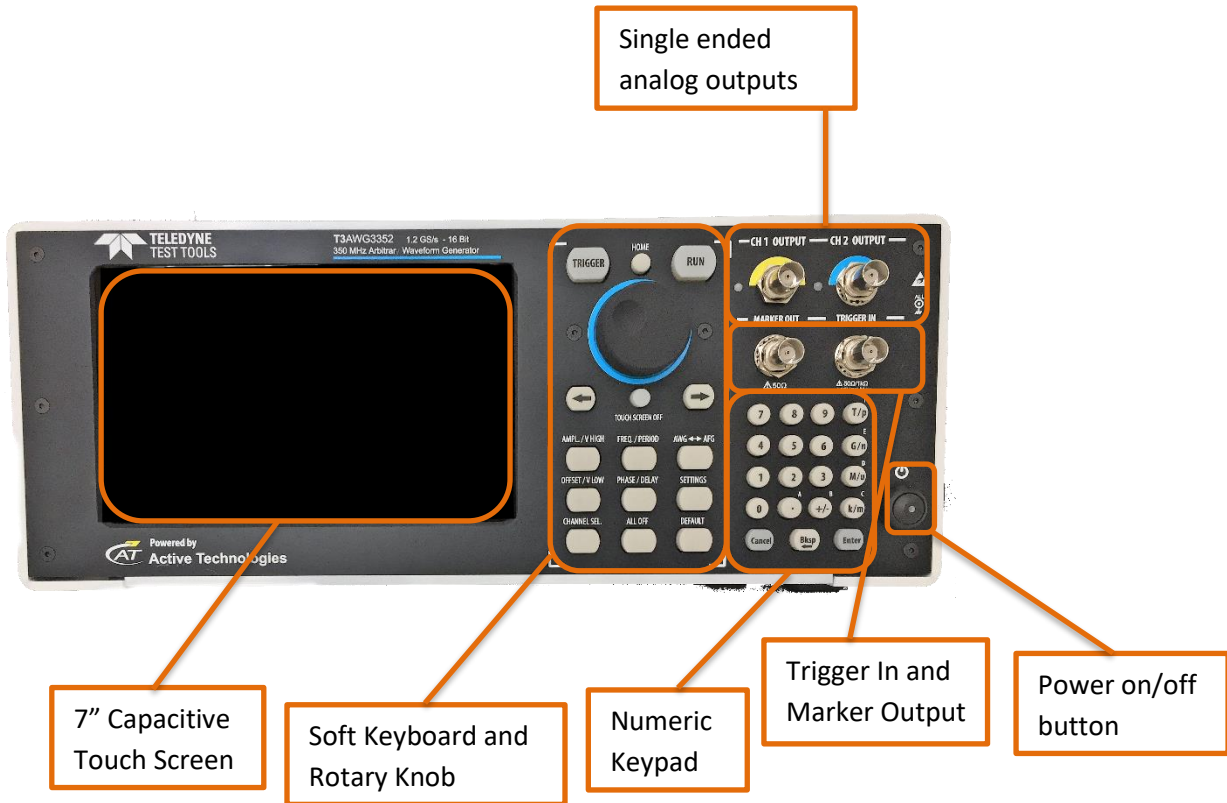 Single ended
analog outputs
TELEDYNE
TEST TOOLS
T3AWG3352 1.2 GS/s - 16 Bit
350 MHz Arbitrary Waveform Generator
TRIGGER
HOME
RUN
CH 1 OUTPUT
CH 2 OUTPUT
ALL
MARKER OUT
TRIGGER IN
50Ω
50Ω/1kΩ
TOUCH SCREEN OFF
AMPL. / V HIGH
FREQ. / PERIOD
AWG ↔ AFG
OFFSET / V LOW
PHASE / DELAY
SETTINGS
CHANNEL SEL.
ALL OFF
DEFAULT
7 8 9 T/p
E
4 5 6 G/n
D
1 2 3 M/u
A B C
0 . +/- k/m
Cancel Bksp Enter
Powered by
AT Active Technologies
7” Capacitive
Touch Screen
Soft Keyboard and
Rotary Knob
Numeric
Keypad
Trigger In and
Marker Output
Power on/off
button